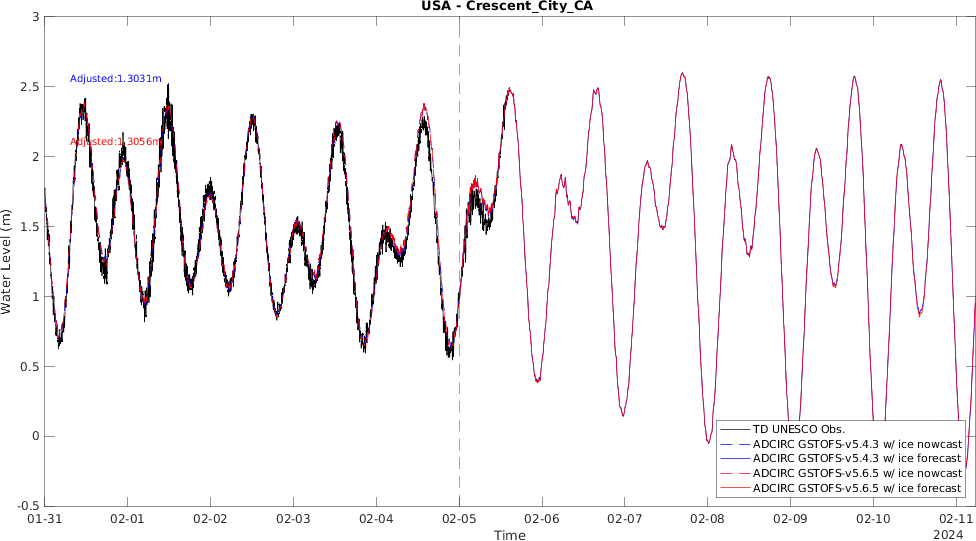 USA - Crescent_City_CA
3
2.5
2
1.5
1
0.5
0
-0.5
Water Level (m)
Adjusted:1.3031m
Adjusted:1.3056m
TD UNESCO Obs.
ADCIRC GSTOFS-v5.4.3 w/ ice nowcast
ADCIRC GSTOFS-v5.4.3 w/ ice forecast
ADCIRC GSTOFS-v5.6.5 w/ ice nowcast
ADCIRC GSTOFS-v5.6.5 w/ ice forecast
01-31 02-01 02-02 02-03 02-04 02-05 02-06 02-07 02-08 02-09 02-10 02-11
Time
2024